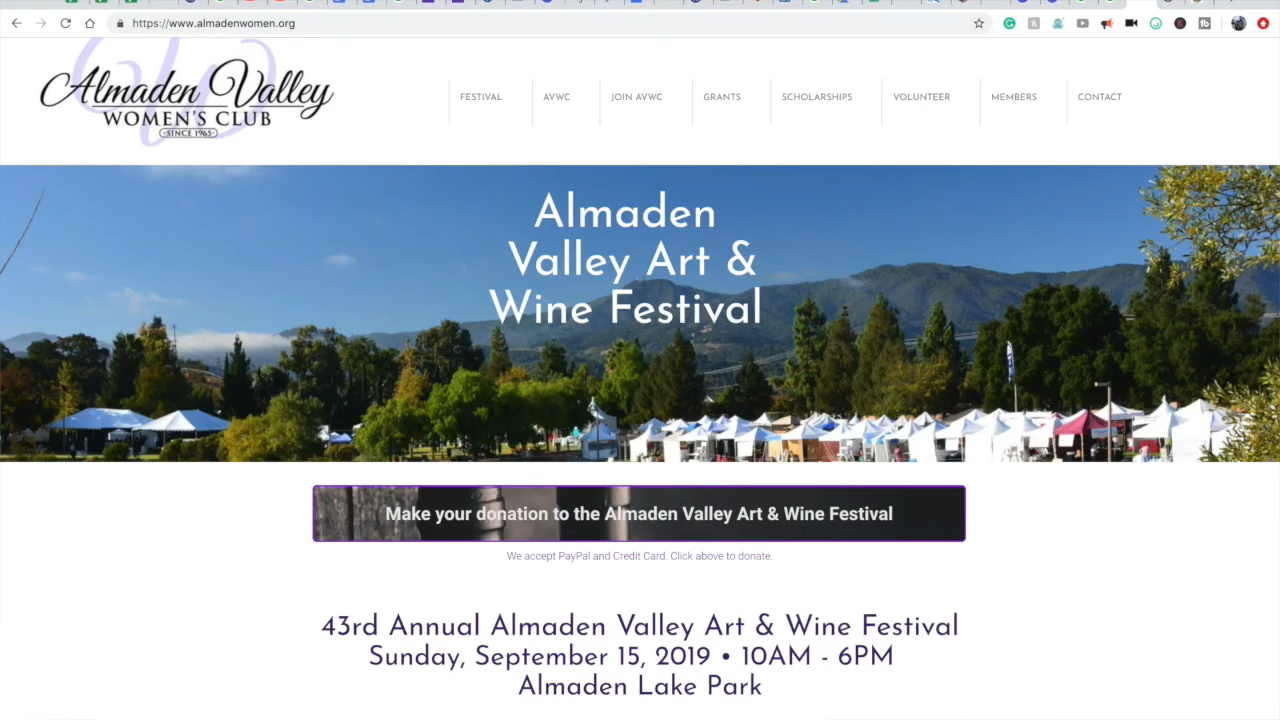 https://www.almadenwomen.org
Almaden Valley
WOMEN'S CLUB
-SINCE 1965-
FESTIVAL
AVWC
JOIN AVWC
GRANTS
SCHOLARSHIPS
VOLUNTEER
MEMBERS
CONTACT
Almaden
Valley Art &
Wine Festival
Make your donation to the Almaden Valley Art & Wine Festival
We accept PayPal and Credit Card. Click above to donate.
43rd Annual Almaden Valley Art & Wine Festival
Sunday, September 15, 2019 • 10AM - 6PM
Almaden Lake Park